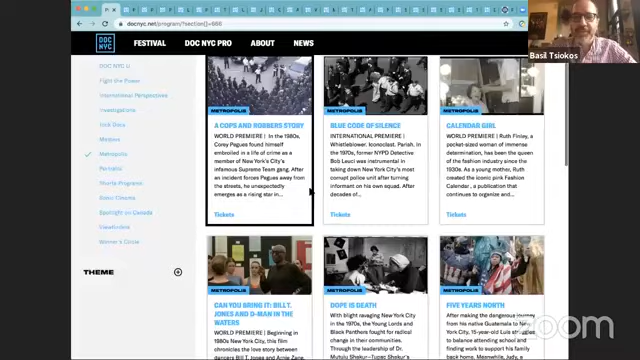 docnyc.net/program/?section[]=666
DOC
NYC
FESTIVAL
DOC NYC PRO
ABOUT
NEWS
Basil Tsiokos
DOC NYC U
Fight the Power
International Perspectives
Investigations
Metropolis
Portraits
Shorts Programs
Sonic Cinema
Spotlight on Canada
Viewfinders
Winner's Circle
THEME
METROPOLIS
A COPS AND ROBBERS STORY
WORLD PREMIERE | In the 1980s,
Corey Pegues found himself
embroiled in a life of crime as a
member of New York's City's
infamous Supreme Team gang. After
an incident forces Pegues away from
the streets, he unexpectedly
emerges as a rising star in...
Tickets
METROPOLIS
BLUE CODE OF SILENCE
INTERNATIONAL PREMIERE |
Whistleblower. Iconoclast. Pariah. In
the 1970s, former NYPD Detective
Bob Leuci was instrumental in
taking down New York City's most
corrupt police unit after turning
informant on his own squad. After
decades of...
Tickets
METROPOLIS
CALENDAR GIRL
WORLD PREMIERE | Ruth Finley, a
pocket-sized woman of immense
determination, has been the queen
of the fashion industry since the
1930s. As a young mother, Ruth
created the iconic pink Fashion
Calendar , a publication that
continues to organize and...
Tickets
METROPOLIS
CAN YOU BRING IT: BILL T.
JONES AND D-MAN IN THE
WATERS
WORLD PREMIERE | Beginning in
1980s New York City, this film
chronicles the love story between
dancers Bill T. Jones and Arnie Zane,
METROPOLIS
DOPE IS DEATH
With blight ravaging New York City
in the 1970s, the Young Lords and
Black Panthers fought for radical
change in their communities.
Through the leadership of Dr.
Mutulu Shakur—Tupac Shakur's
METROPOLIS
FIVE YEARS NORTH
After making the dangerous journey
from his native Guatemala to New
York City, 15-year-old Luis struggles
to balance attending school and
finding work to support his
family back home. Meanwhile, Judy, a
zoom